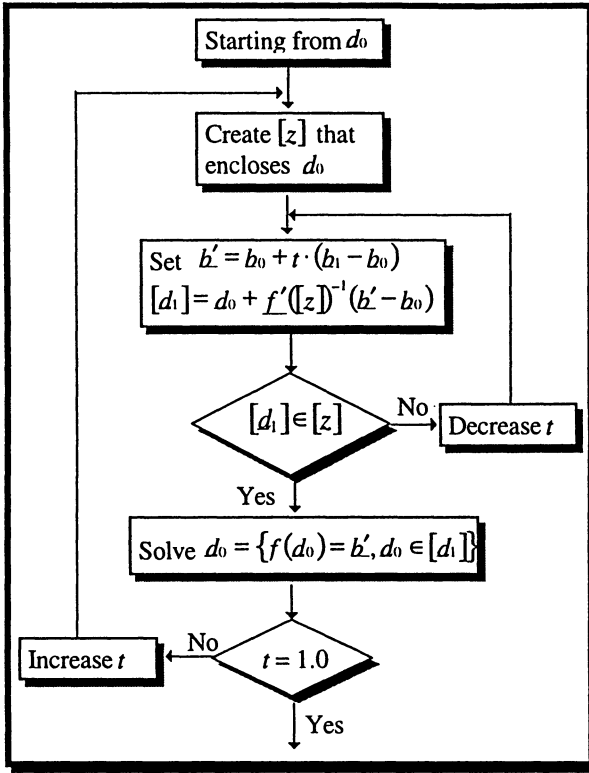 Starting from d₀
Create [z] that
encloses d₀
Set b′ = b₀ + t·(b₁ − b₀)
[d₁] = d₀ + f′([z])⁻¹(b′ − b₀)
[d₁] ∈ [z]
No
Decrease t
Yes
Solve d₀ = {f(d₀) = b′, d₀ ∈ [d₁]}
No
Increase t
t = 1.0
Yes